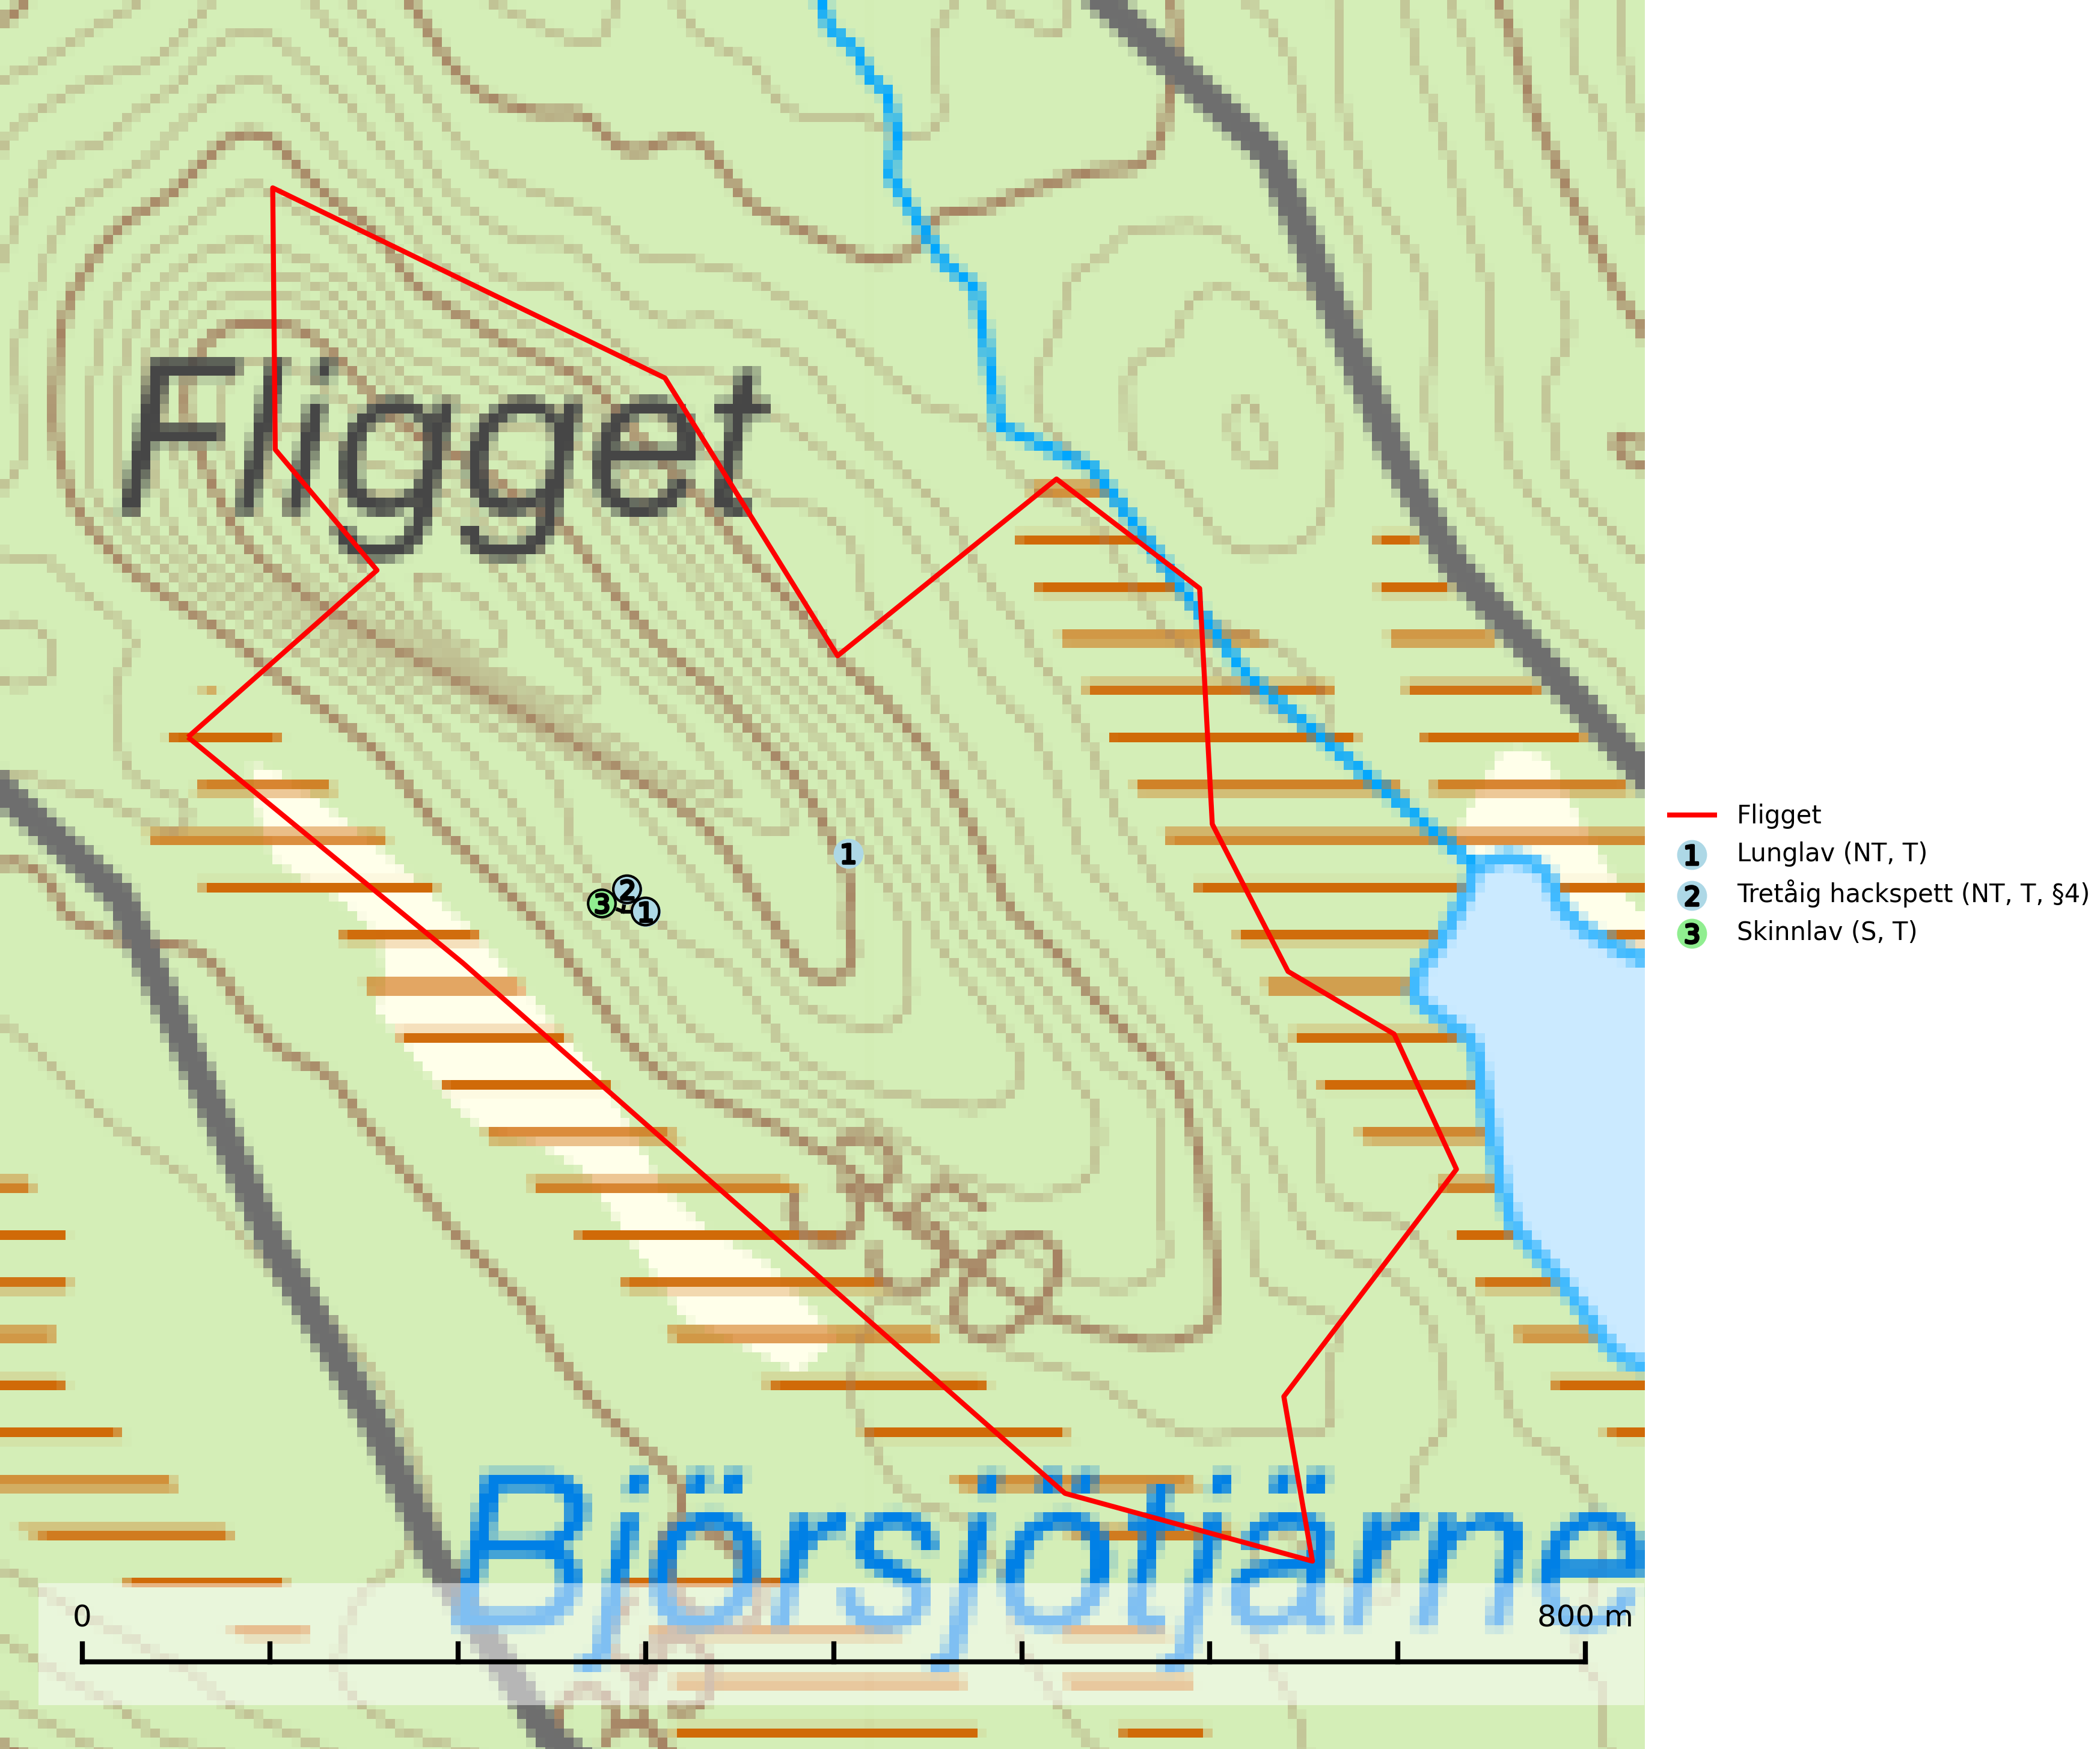 Fligget
1
2
3
1
350
Björsjötjärne
0
800 m
Fligget
1 Lunglav (NT, T)
2 Tretåig hackspett (NT, T, §4)
3 Skinnlav (S, T)